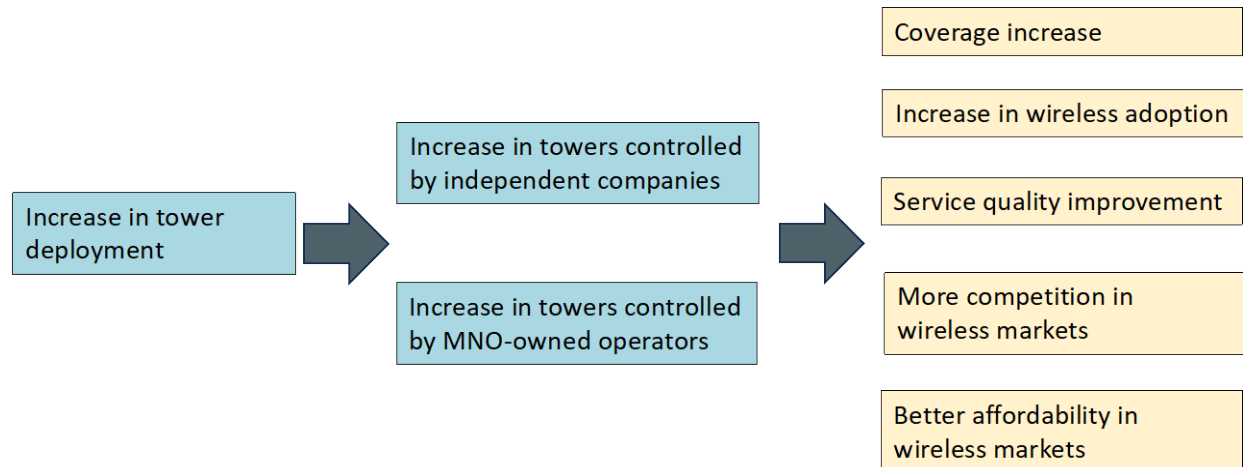 Increase in tower
deployment
Increase in towers controlled
by independent companies
Increase in towers controlled
by MNO-owned operators
Coverage increase
Increase in wireless adoption
Service quality improvement
More competition in
wireless markets
Better affordability in
wireless markets